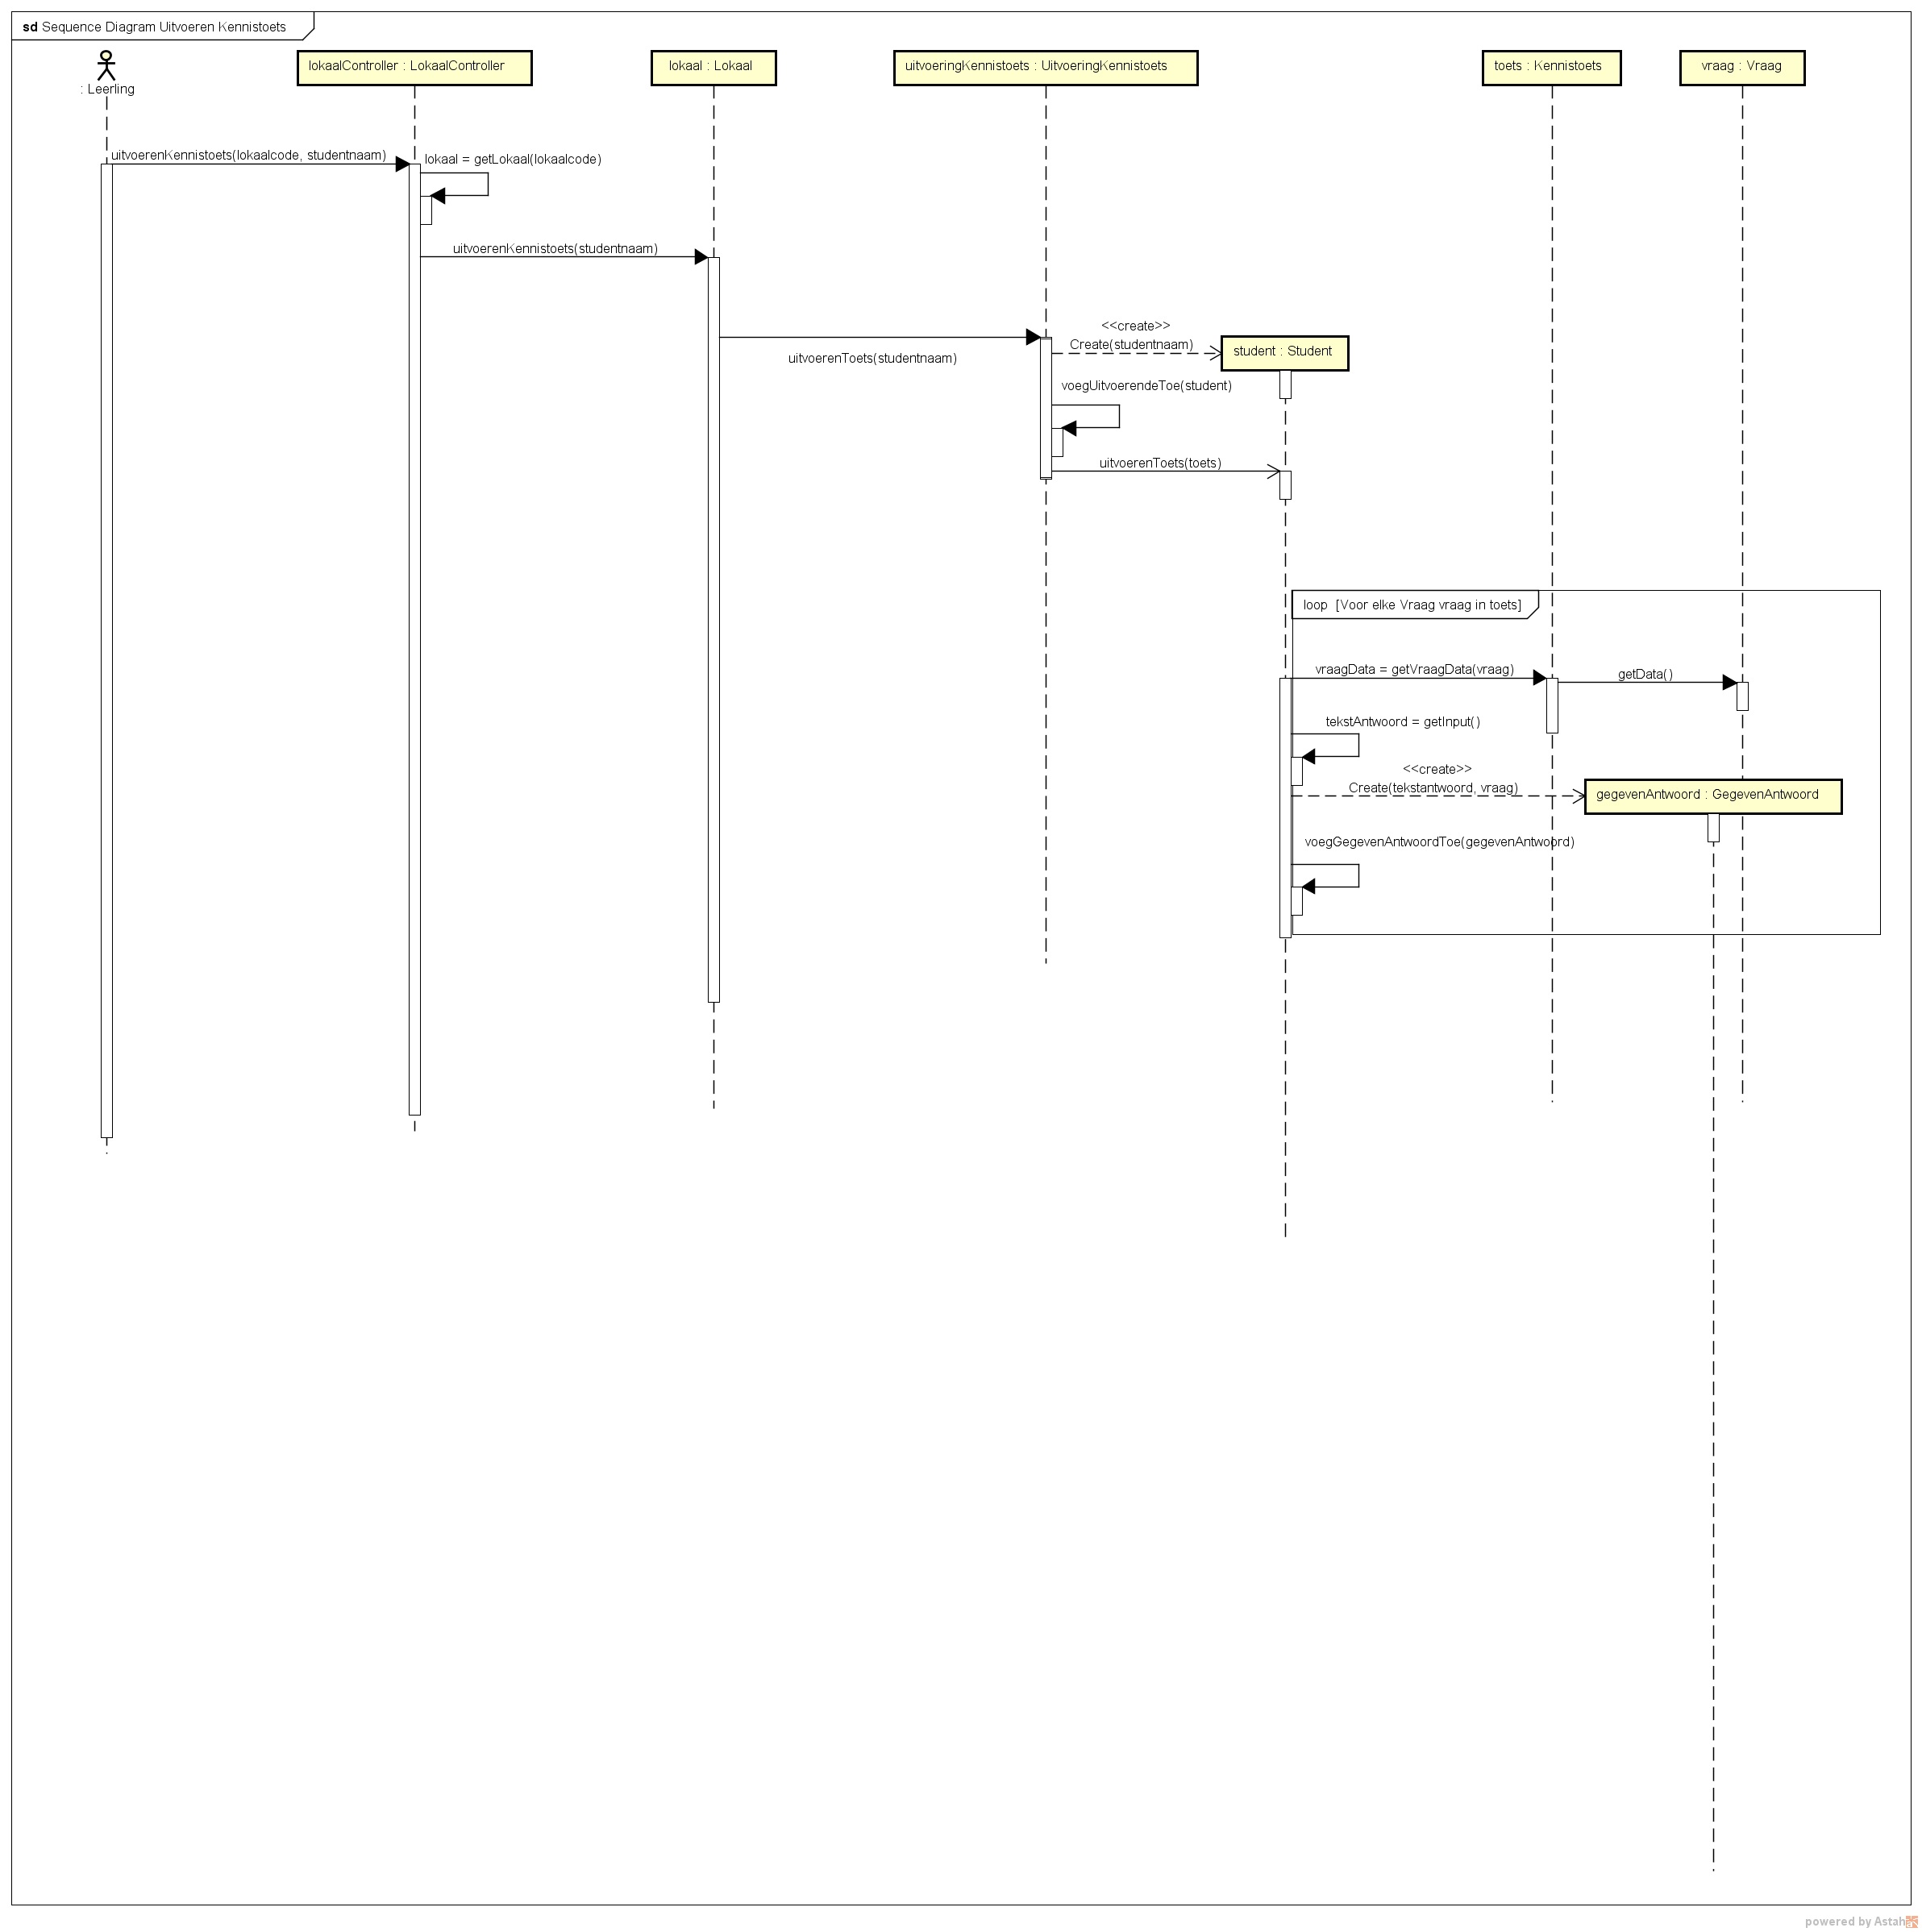 sd Sequence Diagram Uitvoeren Kennistoets
: Leerling
lokaalController : LokaalController
lokaal : Lokaal
uitvoeringKennistoets : UitvoeringKennistoets
toets : Kennistoets
vraag : Vraag
uitvoerenKennistoets(lokaalcode, studentnaam)
lokaal = getLokaal(lokaalcode)
uitvoerenKennistoets(studentnaam)
uitvoerenToets(studentnaam)
<<create>>
Create(studentnaam)
student : Student
voegUitvoerendeToe(student)
uitvoerenToets(toets)
loop [Voor elke Vraag vraag in toets]
vraagData = getVraagData(vraag)
getData()
tekstAntwoord = getInput()
<<create>>
Create(tekstantwoord, vraag)
gegevenAntwoord : GegevenAntwoord
voegGegevenAntwoordToe(gegevenAntwoord)
powered by Astah